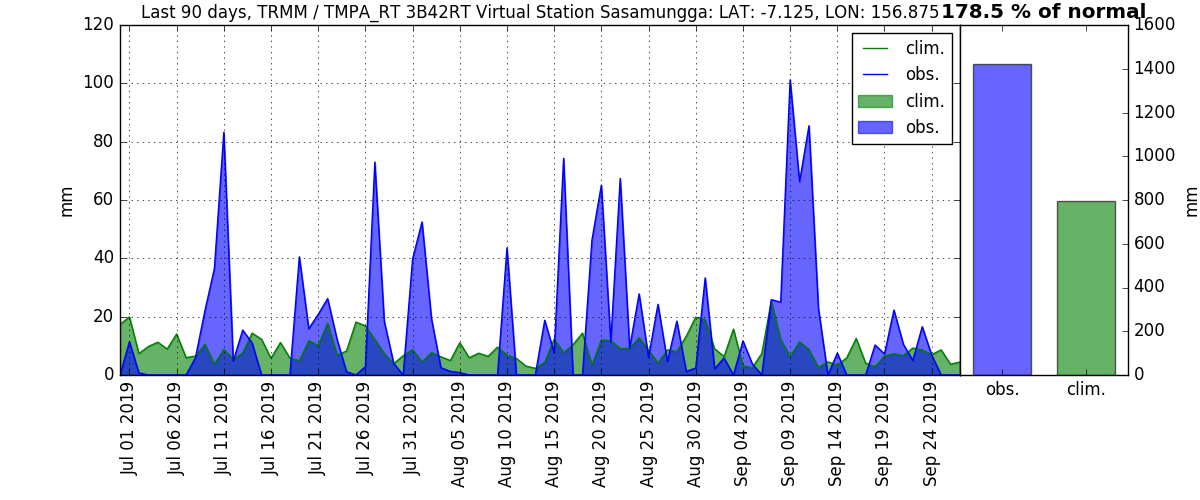 Last 90 days, TRMM / TMPA_RT 3B42RT Virtual Station Sasamungga: LAT: -7.125, LON: 156.875
178.5 % of normal
mm
120
100
80
60
40
20
0
clim.
obs.
clim.
obs.
Jul 01 2019
Jul 06 2019
Jul 11 2019
Jul 16 2019
Jul 21 2019
Jul 26 2019
Jul 31 2019
Aug 05 2019
Aug 10 2019
Aug 15 2019
Aug 20 2019
Aug 25 2019
Aug 30 2019
Sep 04 2019
Sep 09 2019
Sep 14 2019
Sep 19 2019
Sep 24 2019
1600
1400
1200
1000
800
600
400
200
0
mm
obs.
clim.